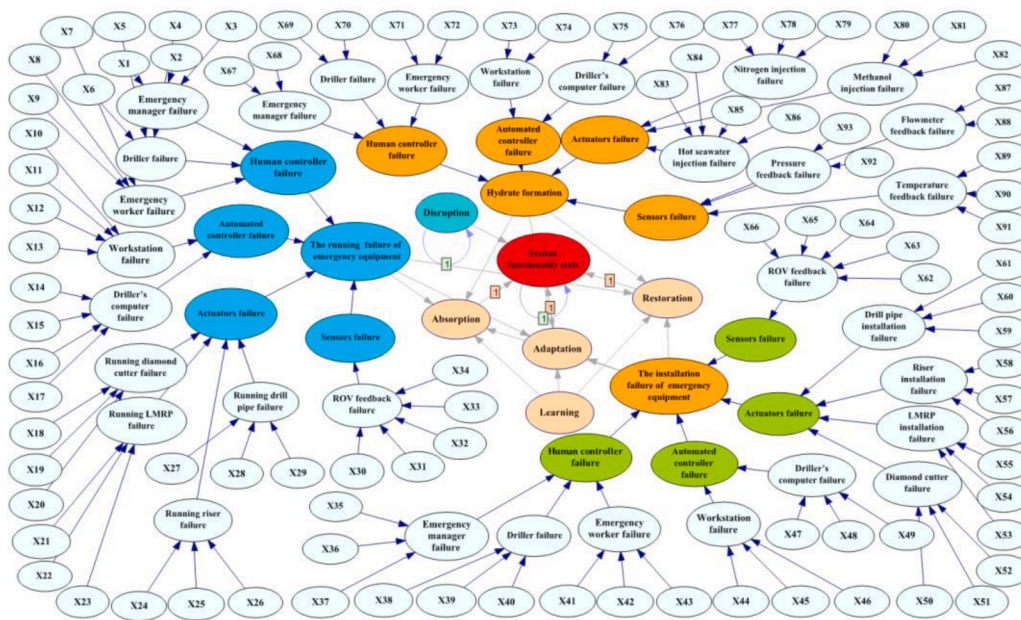 X7
X5
X4
X3
X69
X70
X71
X72
X73
X74
X75
X76
X77
X78
X79
X80
X81
X8
X1
X2
X68
X84
X82
X6
X67
X83
X9
Emergency
manager failure
Emergency
manager failure
Driller failure
Emergency
worker failure
Workstation
failure
Driller's
computer failure
Nitrogen injection
failure
Methanol
injection failure
X85
X86
X87
X10
X93
Flowmeter
feedback failure
X88
X11
Driller failure
Human controller
failure
Human controller
failure
Automated
controller
failure
Actuators failure
Hot seawater
injection failure
Pressure
feedback failure
X92
X89
X12
Emergency
worker failure
Hydrate formation
Sensors failure
Temperature
feedback failure
X90
X13
Workstation
failure
Automated
controller failure
Disruption
X91
X66
X65
X64
X63
The running failure of
emergency equipment
System
functionality state
1
1
1
1
ROV feedback
failure
X62
X61
X14
Driller's
computer failure
Actuators failure
Absorption
Restoration
Drill pipe
installation
failure
X60
X15
Sensors failure
Adaptation
Sensors failure
X59
X16
Running diamond
cutter failure
X34
The installation
failure of emergency
equipment
Riser
installation
failure
X58
X17
Running LMRP
failure
Running drill
pipe failure
ROV feedback
failure
X33
Learning
Actuators failure
LMRP
installation
failure
X57
X18
X32
X56
X19
X27
X28
X29
X30
X31
Human controller
failure
Automated
controller
failure
Driller's
computer failure
Diamond
cutter failure
X55
X20
X54
X21
Running riser
failure
X35
Emergency
manager failure
Driller failure
Emergency
worker failure
Workstation
failure
X47
X48
X49
X53
X22
X36
X52
X23
X24
X25
X26
X37
X38
X39
X40
X41
X42
X43
X44
X45
X46
X50
X51